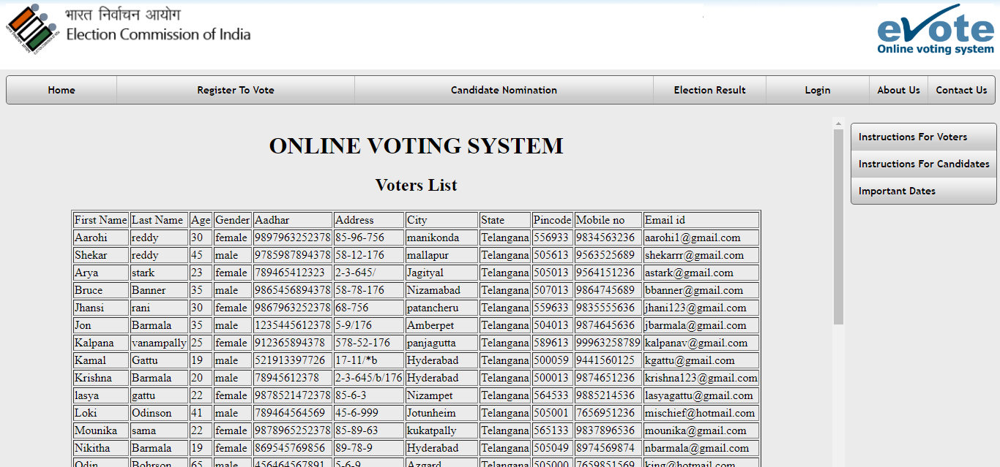 भारत निर्वाचन आयोग
Election Commission of India
evote
Online voting system
Home Register To Vote Candidate Nomination Election Result Login About Us Contact Us
Instructions For Voters
Instructions For Candidates
Important Dates
ONLINE VOTING SYSTEM
Voters List
First Name Last Name Age Gender Aadhar Address City State Pincode Mobile no Email id
Aarohi reddy 30 female 9897963252378 85-96-756 manikonda Telangana 556933 9834563236 aarohi1@gmail.com
Shekar reddy 45 male 9785987894378 58-12-176 mallapur Telangana 505613 9563525689 shekarrr@gmail.com
Arya stark 23 female 789465412323 2-3-645/ Jagityal Telangana 505013 9564151236 astark@gmail.com
Bruce Banner 35 male 9865456894378 58-78-176 Nizamabad Telangana 507013 9864745689 bbanner@gmail.com
Jhansi rani 30 female 9867963252378 68-756 patancheru Telangana 559633 9835555636 jhani123@gmail.com
Jon Barmala 35 male 1235445612378 5-9/176 Amberpet Telangana 504013 9874645636 jbarmala@gmail.com
Kalpana vanampally 25 female 912365894378 578-52-176 panjagutta Telangana 589613 99963258789 kalpanav@gmail.com
Kamal Gattu 19 male 521913397726 17-11/*b Hyderabad Telangana 500059 9441560125 kgattu@gmail.com
Krishna Barmala 20 male 78945612378 2-3-645/b/176 Hyderabad Telangana 500013 9874651236 krishna123@gmail.com
lasya gattu 22 female 9878521472378 85-6-3 Nizampet Telangana 564533 9885214536 lasyagattu@gmail.com
Loki Odinson 41 male 789464564569 45-6-999 Jotunheim Telangana 505001 7656951236 mischief@hotmail.com
Mounika sama 22 female 9878965252378 85-89-63 kukatpally Telangana 565133 9837896536 mounika@gmail.com
Nikitha Barmala 19 female 869545769856 89-78-9 Hyderabad Telangana 505049 8974569874 nbarmala@gmail.com
Odin Bohrson 65 male 456464567891 5-6-9 Azgard Telangana 505000 7659851569 king@hotmail.com